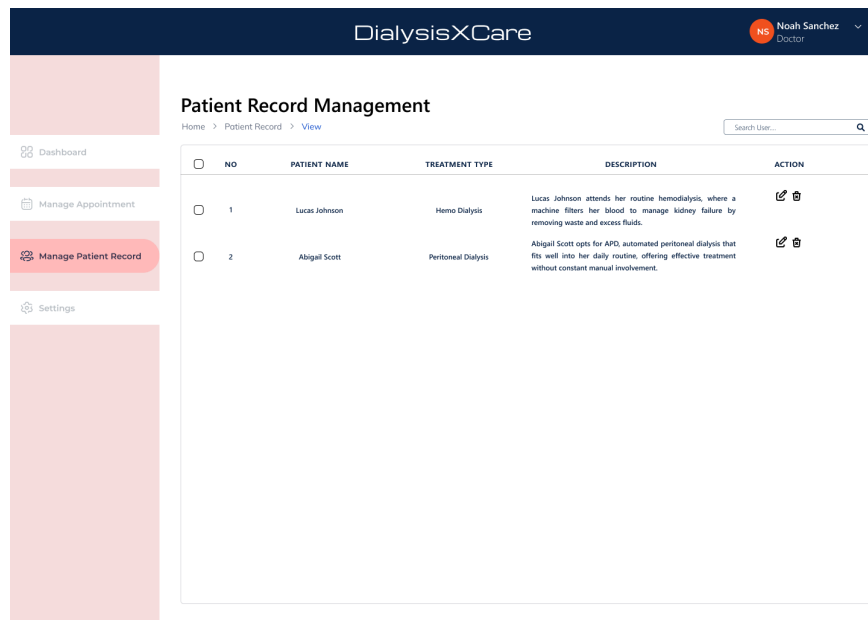 DialysisXCare
NS
Noah Sanchez
Doctor
Patient Record Management
Home > Patient Record > View
Search User...
Dashboard
Manage Appointment
Manage Patient Record
Settings
NO PATIENT NAME TREATMENT TYPE DESCRIPTION ACTION
1 Lucas Johnson Hemo Dialysis
Lucas Johnson attends her routine hemodialysis, where a
machine filters her blood to manage kidney failure by
removing waste and excess fluids.
2 Abigail Scott Peritoneal Dialysis
Abigail Scott opts for APD, automated peritoneal dialysis that
fits well into her daily routine, offering effective treatment
without constant manual involvement.